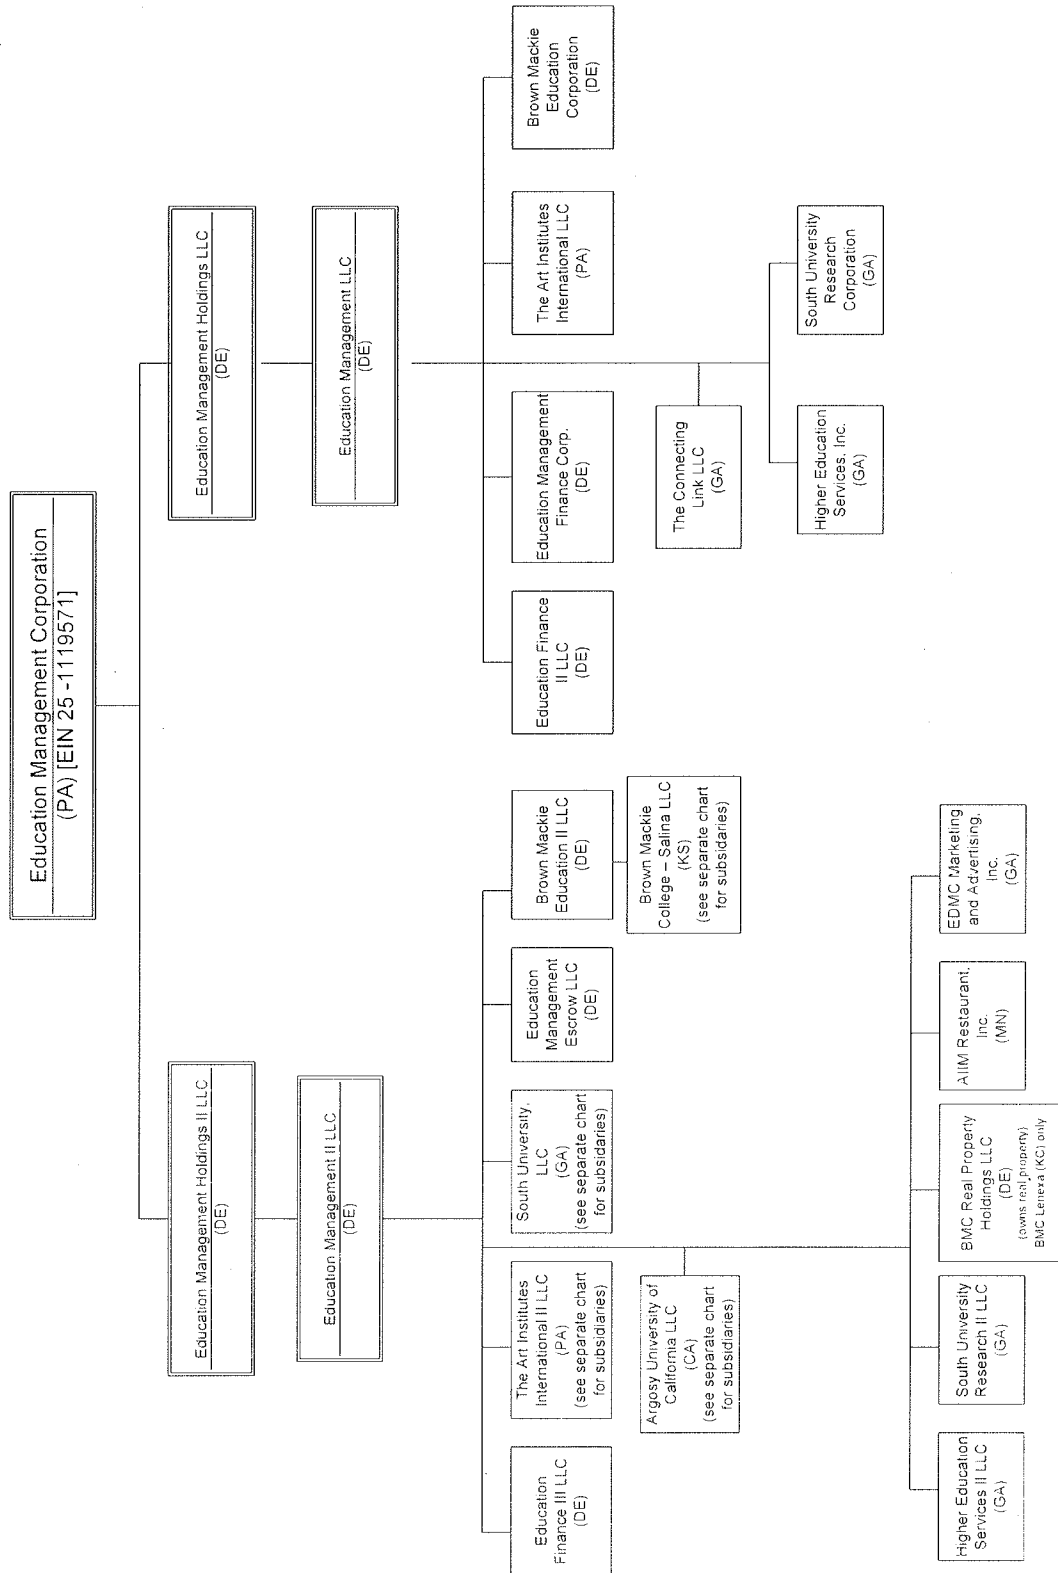 Education Management Corporation
(PA) [EIN 25 -1119571]
Education Management Holdings II LLC
(DE)
Education Management Holdings LLC
(DE)
Education Management II LLC
(DE)
Education Management LLC
(DE)
Education
Finance III LLC
(DE)
The Art Institutes
International II LLC
(PA)
(see separate chart
for subsidiaries)
South University,
LLC
(GA)
(see separate chart
for subsidaries)
Education
Management
Escrow LLC
(DE)
Brown Mackie
Education II LLC
(DE)
Education Finance
II LLC
(DE)
Education Management
Finance Corp.
(DE)
The Art Institutes
International LLC
(PA)
Brown Mackie
Education
Corporation
(DE)
Argosy University of
California LLC
(CA)
(see separate chart
for subsidiaries)
Brown Mackie
College – Salina LLC
(KS)
(see separate chart
for subsidaries)
The Connecting
Link LLC
(GA)
Higher Education
Services, Inc.
(GA)
South University
Research
Corporation
(GA)
Higher Education
Services II LLC
(GA)
South University
Research II LLC
(GA)
BMC Real Property
Holdings LLC
(DE)
(owns real property)
BMC Lenexa (KC) only
AIIM Restaurant,
Inc.
(MN)
EDMC Marketing
and Advertising,
Inc.
(GA)